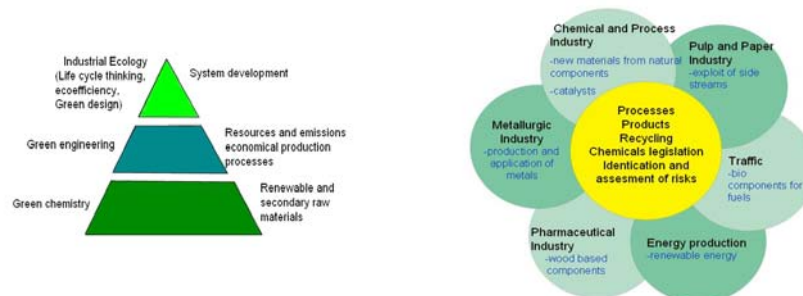 Industrial Ecology
(Life cycle thinking,
ecoefficiency,
Green design)
System development
Green engineering
Resources and emissions
economical production
processes
Green chemistry
Renewable and
secondary raw
materials
Chemical and Process
Industry
-new materials from natural
components
-catalysts
Pulp and Paper
Industry
-exploit of side
streams
Metallurgic
Industry
-production and
application of
metals
Processes
Products
Recycling
Chemicals legislation
Identication and
assesment of risks
Traffic
-bio
components for
fuels
Pharmaceutical
Industry
-wood based
components
Energy production
-renewable energy